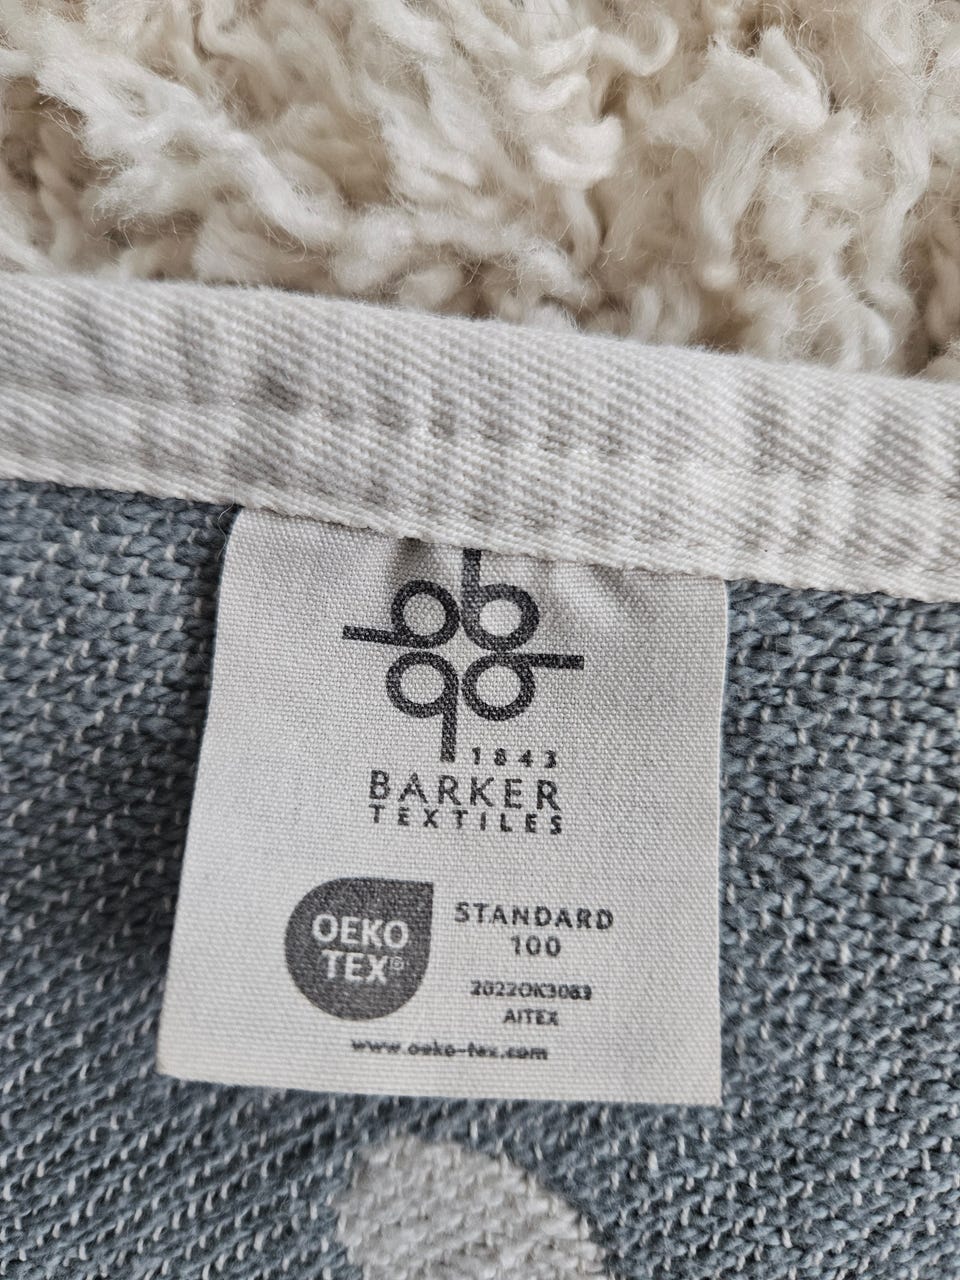 1843
BARKER
TEXTILES
OEKO
TEX®
STANDARD
100
2022OK3083
AITEX
www.oeko-tex.com